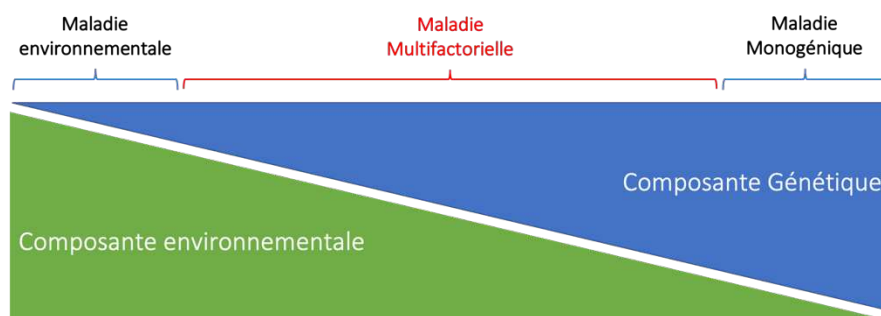 Maladie
environnementale
Maladie
Multifactorielle
Maladie
Monogénique
Composante Génétique
Composante environnementale